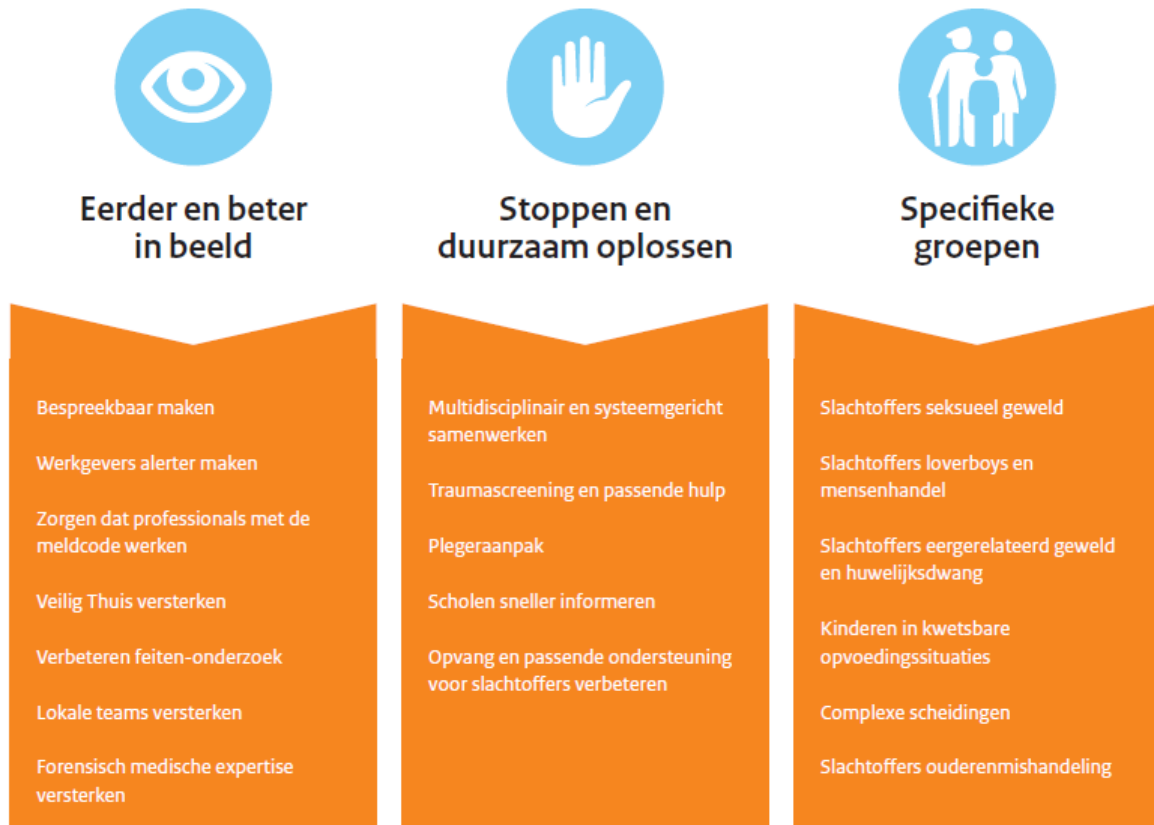 Eerder en beter
in beeld
Bespreekbaar maken
Werkgevers alerter maken
Zorgen dat professionals met de
meldcode werken
Veilig Thuis versterken
Verbeteren feiten-onderzoek
Lokale teams versterken
Forensisch medische expertise
versterken
Stoppen en
duurzaam oplossen
Multidisciplinair en systeemgericht
samenwerken
Traumascreening en passende hulp
Plegeraanpak
Scholen sneller informeren
Opvang en passende ondersteuning
voor slachtoffers verbeteren
Specifieke
groepen
Slachtoffers seksueel geweld
Slachtoffers loverboys en
mensenhandel
Slachtoffers eergerelateerd geweld
en huwelijksdwang
Kinderen in kwetsbare
opvoedingssituaties
Complexe scheidingen
Slachtoffers ouderenmishandeling